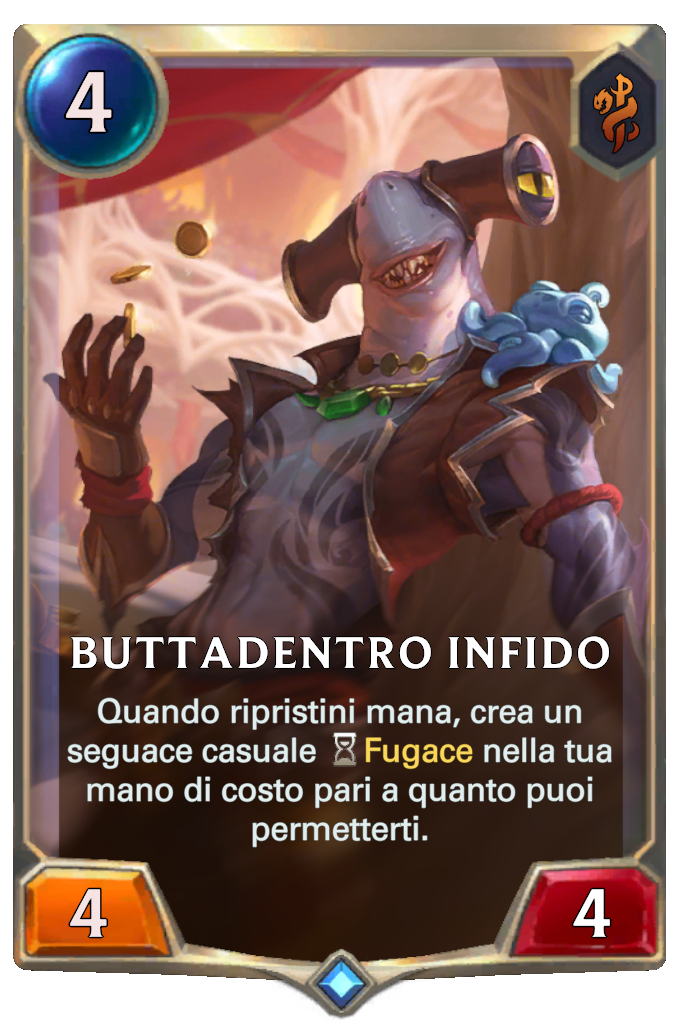 4
BUTTADENTRO INFIDO
Quando ripristini mana, crea un
seguace casuale Fugace nella tua
mano di costo pari a quanto puoi
permetterti.
4
4